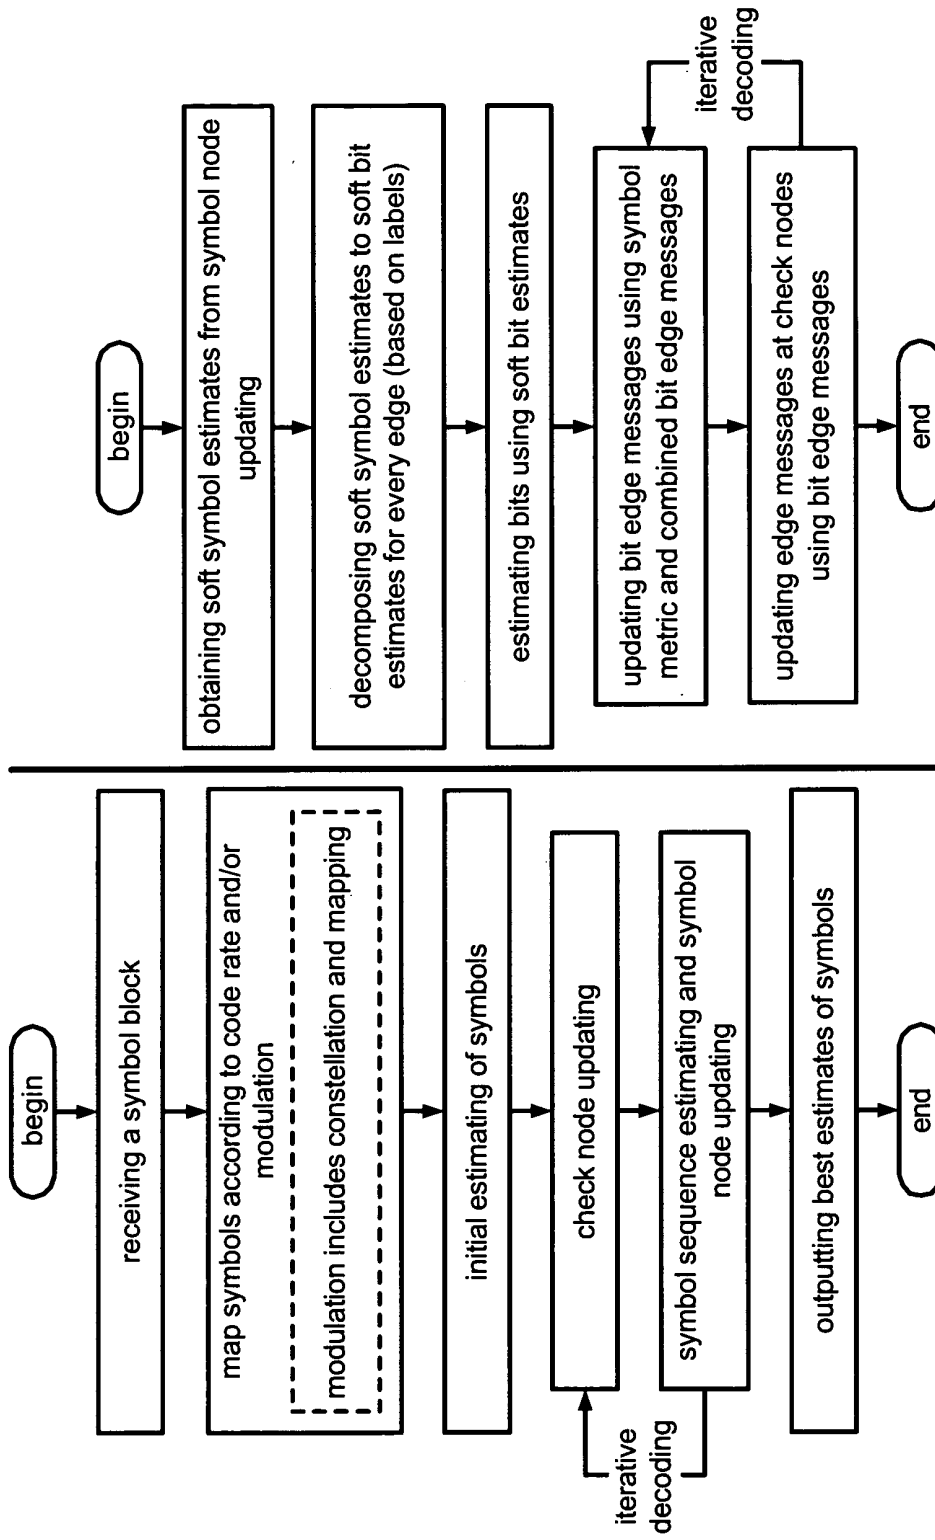 begin
receiving a symbol block
map symbols according to code rate and/or
modulation
modulation includes constellation and mapping
initial estimating of symbols
check node updating
symbol sequence estimating and symbol
node updating
iterative
decoding
outputting best estimates of symbols
end
begin
obtaining soft symbol estimates from symbol node
updating
decomposing soft symbol estimates to soft bit
estimates for every edge (based on labels)
estimating bits using soft bit estimates
updating bit edge messages using symbol
metric and combined bit edge messages
updating edge messages at check nodes
using bit edge messages
iterative
decoding
end